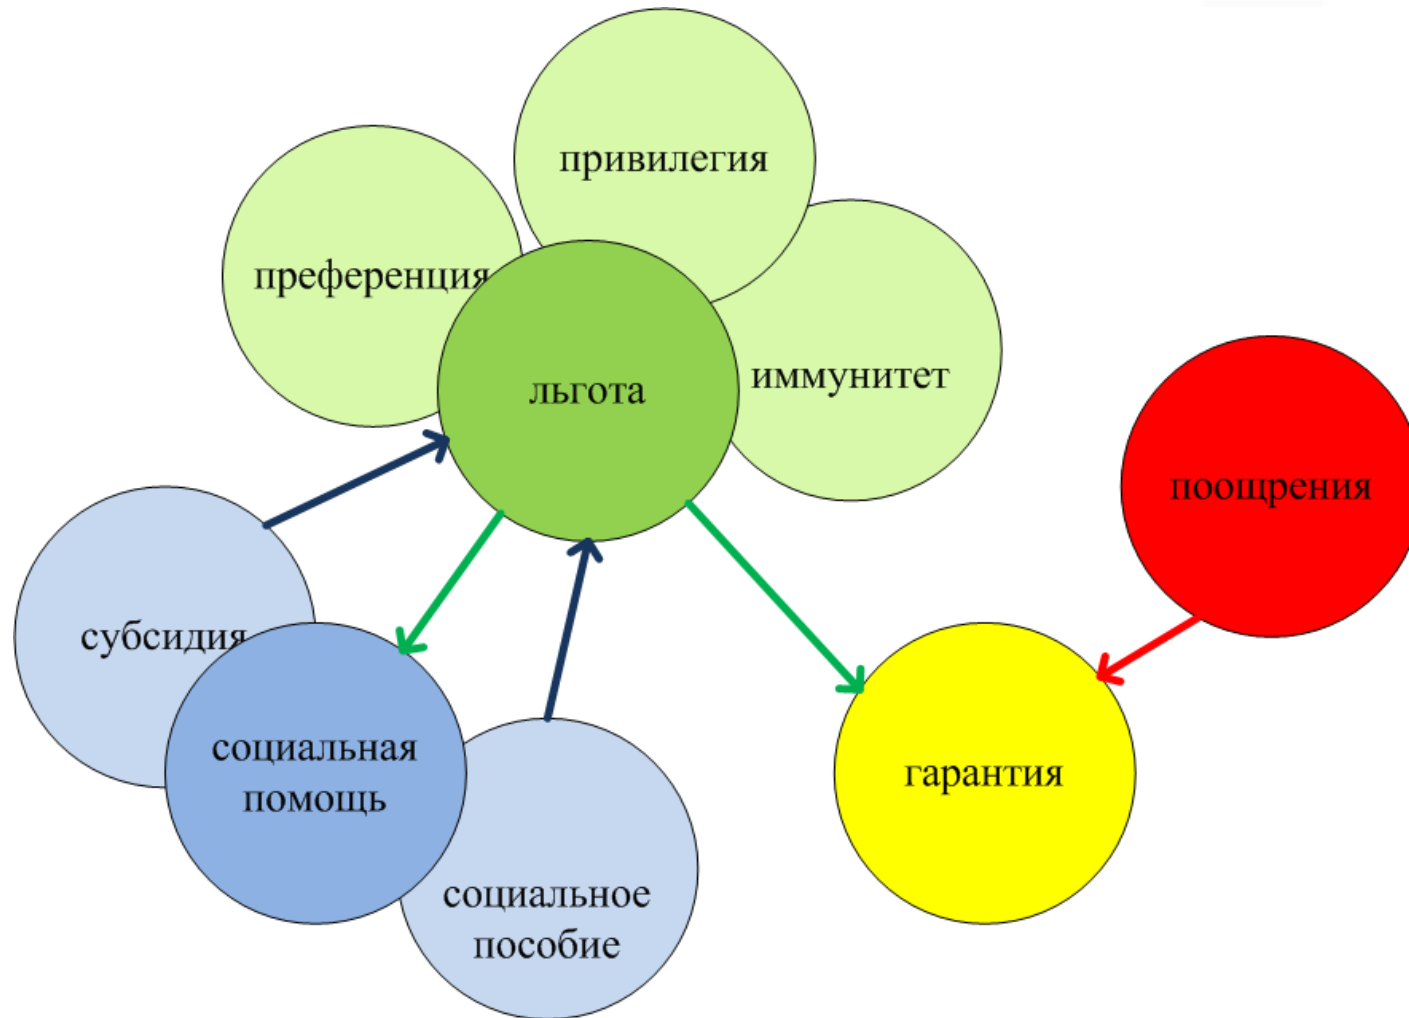 привилегия
преференция
иммунитет
льгота
поощрения
субсидия
социальная
помощь
гарантия
социальное
пособие